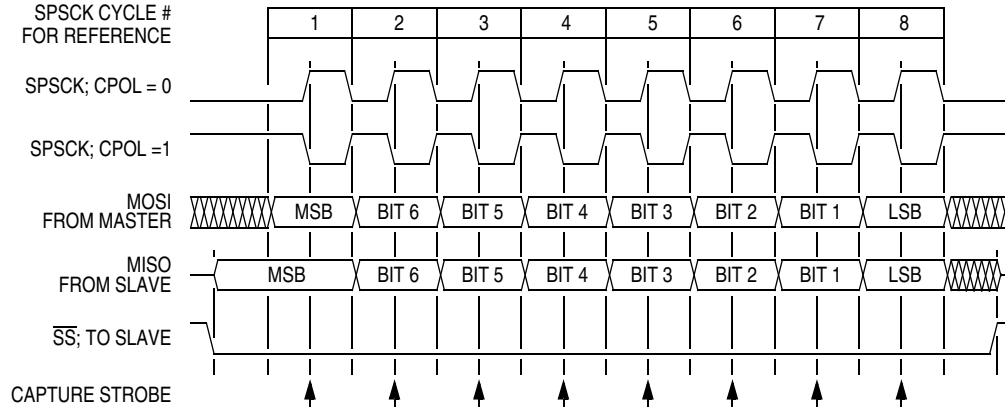 SPSCK CYCLE #
FOR REFERENCE
1 2 3 4 5 6 7 8
SPSCK; CPOL = 0
SPSCK; CPOL =1
MOSI
FROM MASTER
MSB BIT 6 BIT 5 BIT 4 BIT 3 BIT 2 BIT 1 LSB
MISO
FROM SLAVE
MSB BIT 6 BIT 5 BIT 4 BIT 3 BIT 2 BIT 1 LSB
S̅S̅; TO SLAVE
CAPTURE STROBE